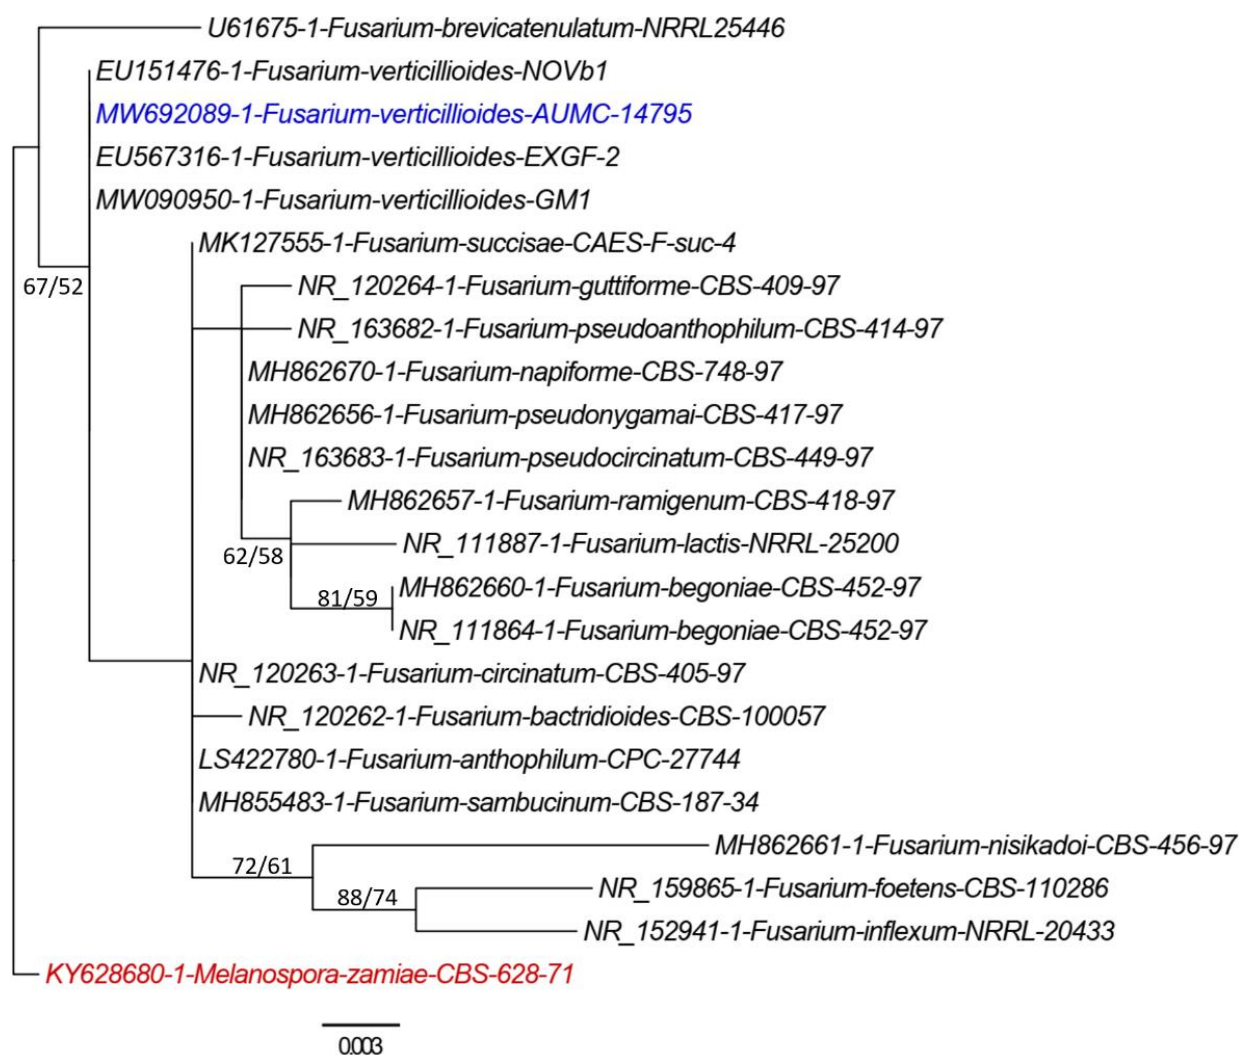 U61675-1-Fusarium-brevicatenulatum-NRRL25446
EU151476-1-Fusarium-verticillioides-NOVb1
MW692089-1-Fusarium-verticillioides-AUMC-14795
EU567316-1-Fusarium-verticillioides-EXGF-2
MW090950-1-Fusarium-verticillioides-GM1
MK127555-1-Fusarium-succisae-CAES-F-suc-4
67/52
NR_120264-1-Fusarium-guttiforme-CBS-409-97
NR_163682-1-Fusarium-pseudoanthophilum-CBS-414-97
MH862670-1-Fusarium-napiforme-CBS-748-97
MH862656-1-Fusarium-pseudonygamai-CBS-417-97
NR_163683-1-Fusarium-pseudocircinatum-CBS-449-97
MH862657-1-Fusarium-ramigenum-CBS-418-97
NR_111887-1-Fusarium-lactis-NRRL-25200
62/58
MH862660-1-Fusarium-begoniae-CBS-452-97
81/59
NR_111864-1-Fusarium-begoniae-CBS-452-97
NR_120263-1-Fusarium-circinatum-CBS-405-97
NR_120262-1-Fusarium-bactridioides-CBS-100057
LS422780-1-Fusarium-anthophilum-CPC-27744
MH855483-1-Fusarium-sambucinum-CBS-187-34
MH862661-1-Fusarium-nisikadoi-CBS-456-97
72/61
NR_159865-1-Fusarium-foetens-CBS-110286
88/74
NR_152941-1-Fusarium-inflexum-NRRL-20433
KY628680-1-Melanospora-zamiae-CBS-628-71
0.003